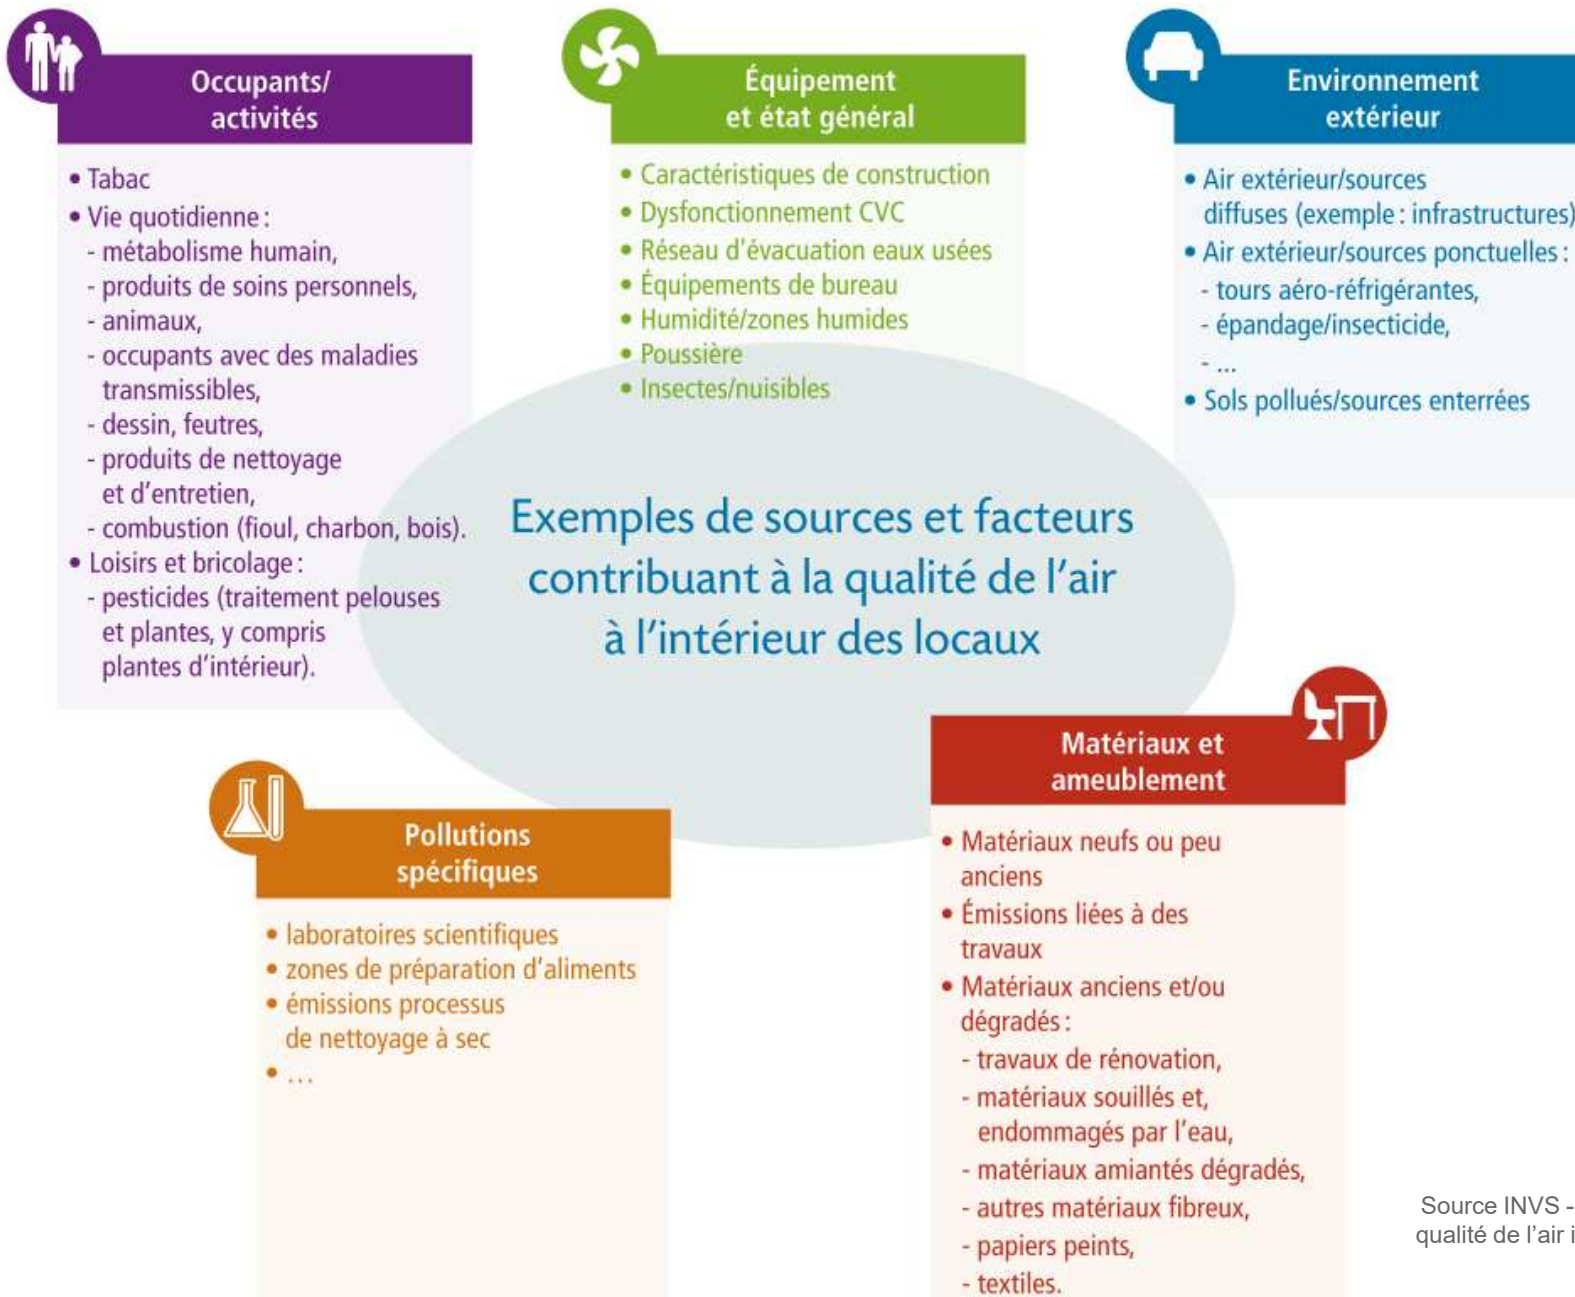 Occupants/
activités
• Tabac
• Vie quotidienne :
- métabolisme humain,
- produits de soins personnels,
- animaux,
- occupants avec des maladies
transmissibles,
- dessin, feutres,
- produits de nettoyage
et d'entretien,
- combustion (fioul, charbon, bois).
• Loisirs et bricolage :
- pesticides (traitement pelouses
et plantes, y compris
plantes d'intérieur).
Équipement
et état général
• Caractéristiques de construction
• Dysfonctionnement CVC
• Réseau d'évacuation eaux usées
• Équipements de bureau
• Humidité/zones humides
• Poussière
• Insectes/nuisibles
Environnement
extérieur
• Air extérieur/sources
diffuses (exemple : infrastructures)
• Air extérieur/sources ponctuelles :
- tours aéro-réfrigérantes,
- épandage/insecticide,
- ...
• Sols pollués/sources enterrées
Exemples de sources et facteurs
contribuant à la qualité de l'air
à l'intérieur des locaux
Pollutions
spécifiques
• laboratoires scientifiques
• zones de préparation d'aliments
• émissions processus
de nettoyage à sec
• ...
Matériaux et
ameublement
• Matériaux neufs ou peu
anciens
• Émissions liées à des
travaux
• Matériaux anciens et/ou
dégradés :
- travaux de rénovation,
- matériaux souillés et,
endommagés par l'eau,
- matériaux amiantés dégradés,
- autres matériaux fibreux,
- papiers peints,
- textiles.
Source INVS -
qualité de l'air i